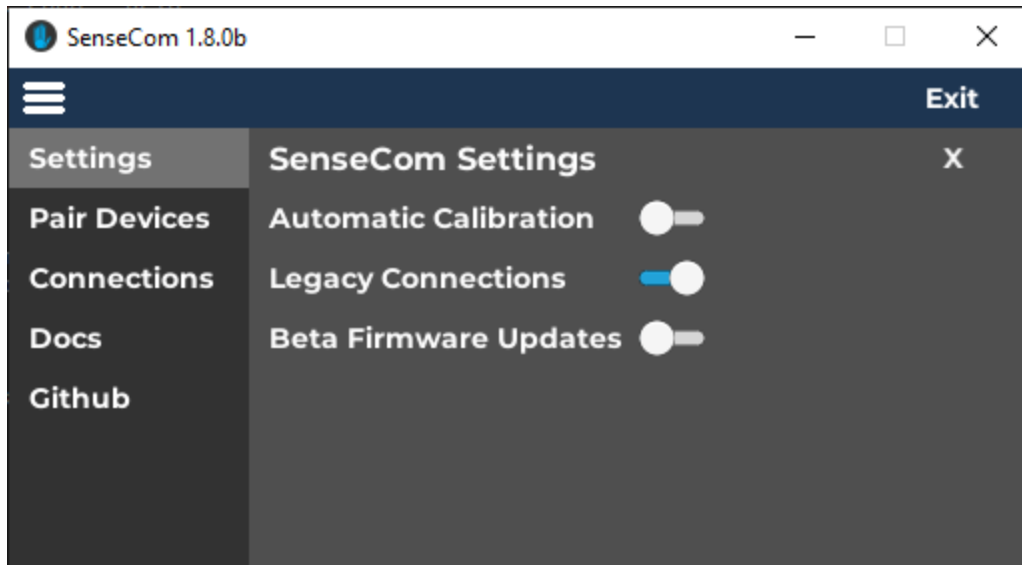 SenseCom 1.8.0b
Exit
Settings
Pair Devices
Connections
Docs
Github
SenseCom Settings
X
Automatic Calibration
Legacy Connections
Beta Firmware Updates